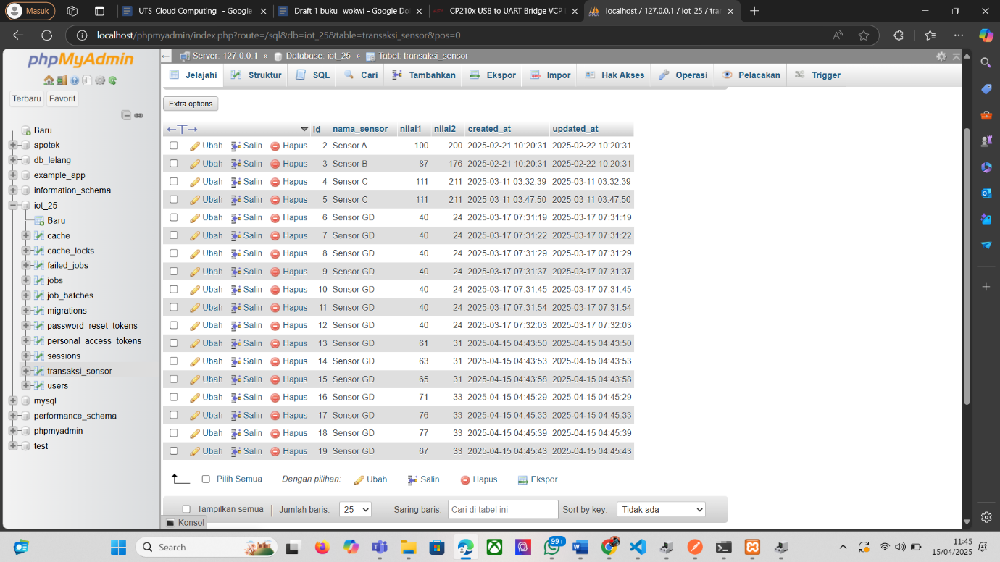 Masuk
UTS_Cloud Computing_ - Google
Draft 1 buku _wokwi - Google Do
CP210x USB to UART Bridge VCP
localhost / 127.0.0.1 / iot_25 / tra
localhost/phpmyadmin/index.php?route=/sql&db=iot_25&table=transaksi_sensor&pos=0
phpMyAdmin
Terbaru Favorit
Baru
apotek
db_lelang
example_app
information_schema
iot_25
Baru
cache
cache_locks
failed_jobs
jobs
job_batches
migrations
password_reset_tokens
personal_access_tokens
sessions
transaksi_sensor
users
mysql
performance_schema
phpmyadmin
test
Server: 127.0.0.1 » Database: iot_25 » Tabel: transaksi_sensor
Jelajahi Struktur SQL Cari Tambahkan Ekspor Impor Hak Akses Operasi Pelacakan Trigger
Extra options
←T→ id nama_sensor nilai1 nilai2 created_at updated_at
Ubah Salin Hapus 2 Sensor A 100 200 2025-02-21 10:20:31 2025-02-22 10:20:31
Ubah Salin Hapus 3 Sensor B 87 176 2025-02-21 10:20:31 2025-02-22 10:20:31
Ubah Salin Hapus 4 Sensor C 111 211 2025-03-11 03:32:39 2025-03-11 03:32:39
Ubah Salin Hapus 5 Sensor C 111 211 2025-03-11 03:47:50 2025-03-11 03:47:50
Ubah Salin Hapus 6 Sensor GD 40 24 2025-03-17 07:31:19 2025-03-17 07:31:19
Ubah Salin Hapus 7 Sensor GD 40 24 2025-03-17 07:31:22 2025-03-17 07:31:22
Ubah Salin Hapus 8 Sensor GD 40 24 2025-03-17 07:31:29 2025-03-17 07:31:29
Ubah Salin Hapus 9 Sensor GD 40 24 2025-03-17 07:31:37 2025-03-17 07:31:37
Ubah Salin Hapus 10 Sensor GD 40 24 2025-03-17 07:31:45 2025-03-17 07:31:45
Ubah Salin Hapus 11 Sensor GD 40 24 2025-03-17 07:31:54 2025-03-17 07:31:54
Ubah Salin Hapus 12 Sensor GD 40 24 2025-03-17 07:32:03 2025-03-17 07:32:03
Ubah Salin Hapus 13 Sensor GD 61 31 2025-04-15 04:43:50 2025-04-15 04:43:50
Ubah Salin Hapus 14 Sensor GD 63 31 2025-04-15 04:43:53 2025-04-15 04:43:53
Ubah Salin Hapus 15 Sensor GD 65 31 2025-04-15 04:43:58 2025-04-15 04:43:58
Ubah Salin Hapus 16 Sensor GD 71 33 2025-04-15 04:45:29 2025-04-15 04:45:29
Ubah Salin Hapus 17 Sensor GD 76 33 2025-04-15 04:45:33 2025-04-15 04:45:33
Ubah Salin Hapus 18 Sensor GD 77 33 2025-04-15 04:45:39 2025-04-15 04:45:39
Ubah Salin Hapus 19 Sensor GD 67 33 2025-04-15 04:45:43 2025-04-15 04:45:43
Pilih Semua Dengan pilihan: Ubah Salin Hapus Ekspor
Tampilkan semua Jumlah baris: 25 Saring baris: Cari di tabel ini Sort by key: Tidak ada
Konsol
Search
99+
11:45
15/04/2025